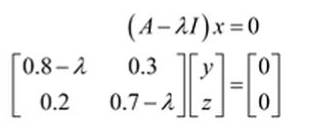 (A − λI)x = 0
[0.8 − λ 0.3] [y] = [0]
[0.2 0.7 − λ] [z] [0]